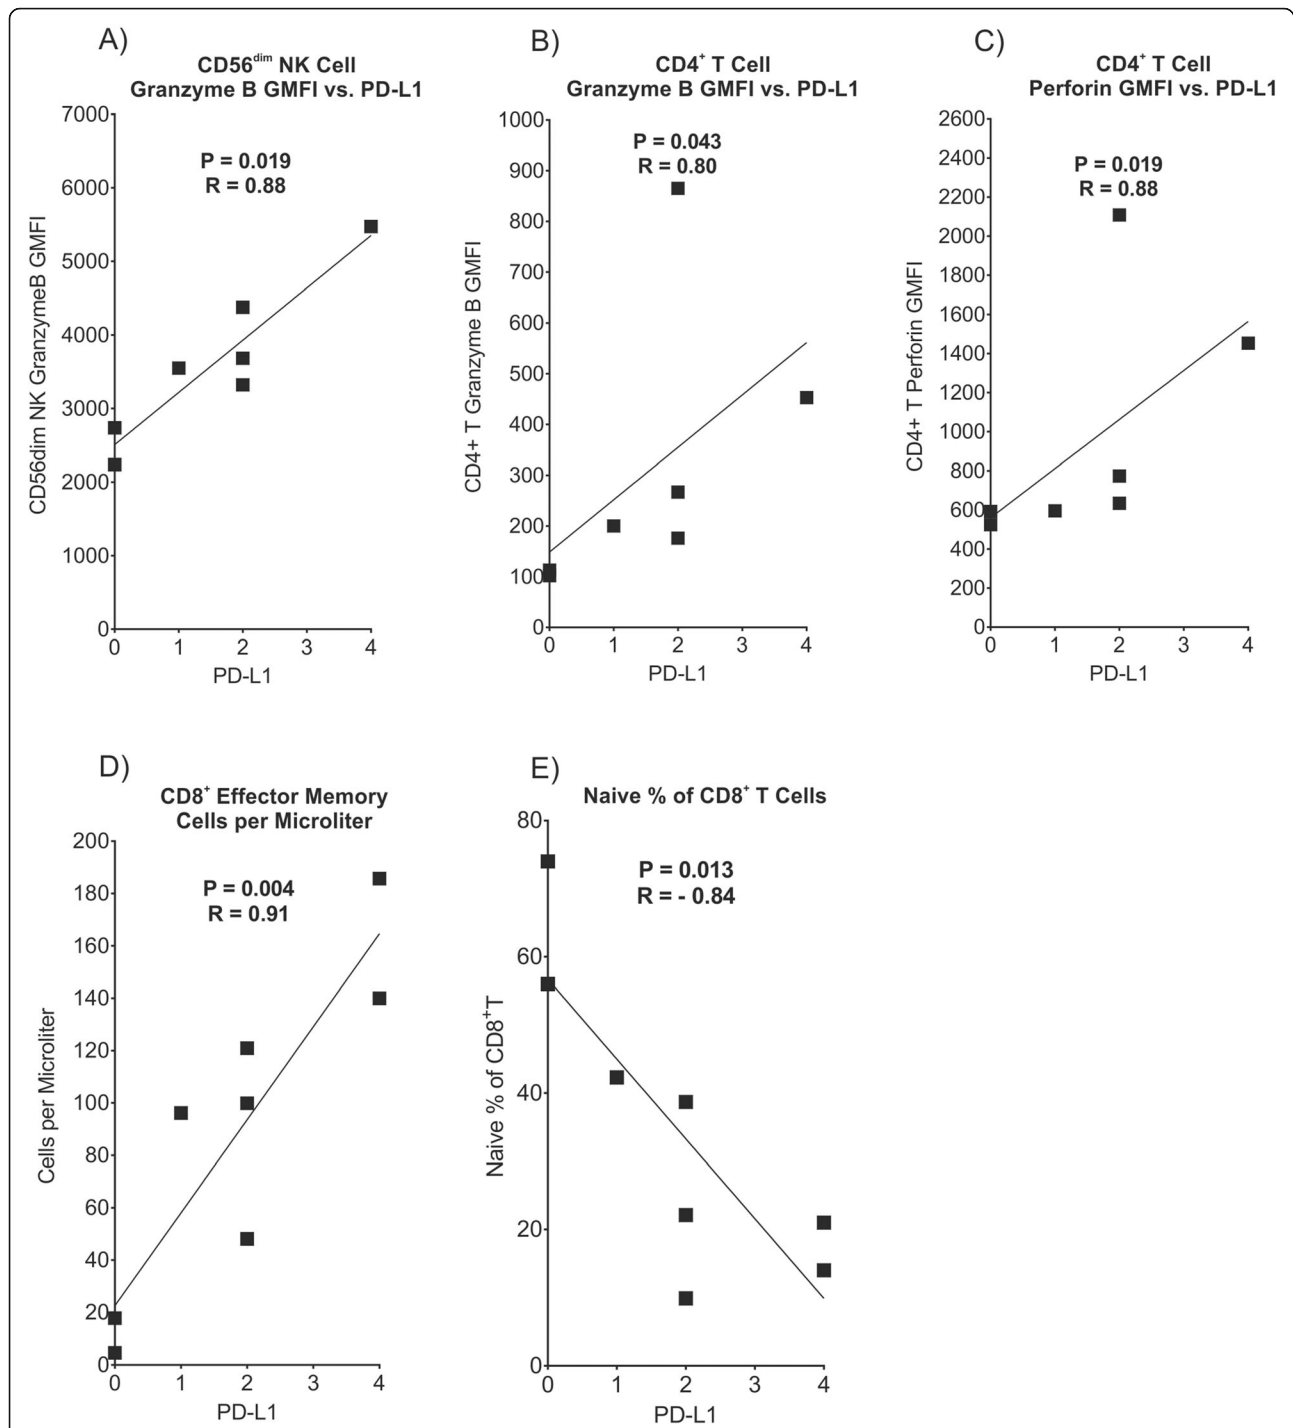 A)
CD56dim NK Cell
Granzyme B GMFI vs. PD-L1
7000
6000
5000
4000
3000
2000
1000
0
P = 0.019
R = 0.88
CD56dim NK GranzymeB GMFI
0 1 2 3 4
PD-L1
B)
CD4+ T Cell
Granzyme B GMFI vs. PD-L1
1000
900
800
700
600
500
400
300
200
100
0
P = 0.043
R = 0.80
CD4+ T Granzyme B GMFI
0 1 2 3 4
PD-L1
C)
CD4+ T Cell
Perforin GMFI vs. PD-L1
2600
2400
2200
2000
1800
1600
1400
1200
1000
800
600
400
200
0
P = 0.019
R = 0.88
CD4+ T Perforin GMFI
0 1 2 3 4
PD-L1
D)
CD8+ Effector Memory
Cells per Microliter
200
180
160
140
120
100
80
60
40
20
0
P = 0.004
R = 0.91
Cells per Microliter
0 1 2 3 4
PD-L1
E)
Naive % of CD8+ T Cells
80
60
40
20
0
P = 0.013
R = - 0.84
Naive % of CD8+T
0 1 2 3 4
PD-L1